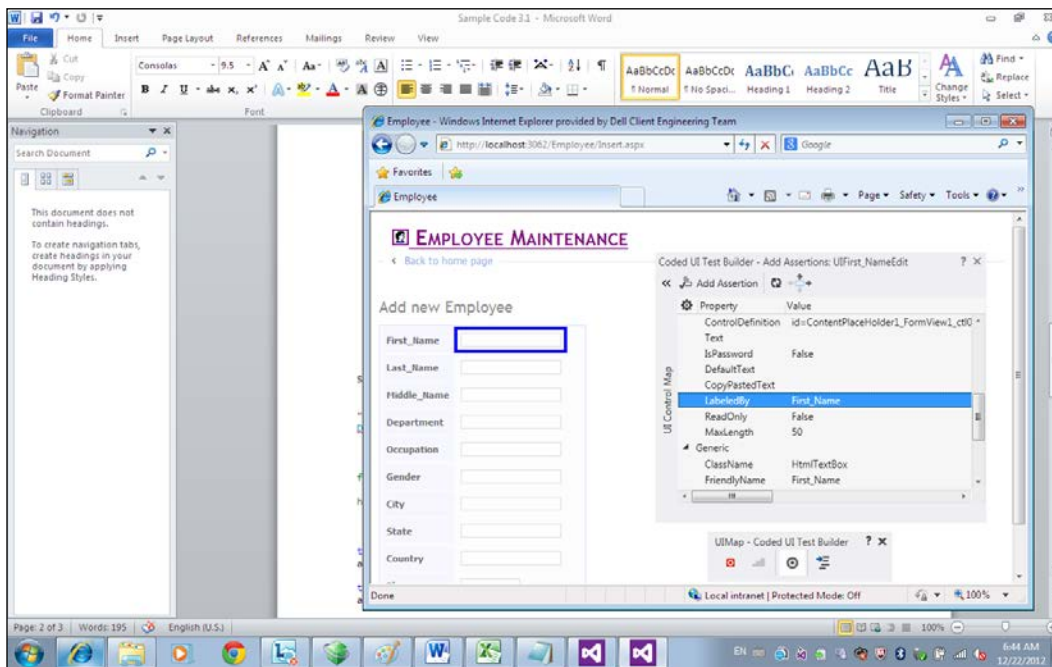 Sample Code 3.1 - Microsoft Word
File Home Insert Page Layout References Mailings Review View
Paste
Cut
Copy
Format Painter
Clipboard
Consolas 9.5
Font
AaBbCcDc AaBbCcDc AaBbC AaBbCc AaB
¶ Normal ¶ No Spaci... Heading 1 Heading 2 Title
Change Styles
Find
Replace
Select
Navigation
Search Document
This document does not
contain headings.
To create navigation tabs,
create headings in your
document by applying
Heading Styles.
Employee - Windows Internet Explorer provided by Dell Client Engineering Team
http://localhost:3062/Employee/Insert.aspx
Google
Favorites
Employee
Page Safety Tools
EMPLOYEE MAINTENANCE
< Back to home page
Add new Employee
First_Name
Last_Name
Middle_Name
Department
Occupation
Gender
City
State
Country
Coded UI Test Builder - Add Assertions: UIFirst_NameEdit ? ×
« Add Assertion
UI Control Map
Property Value
ControlDefinition id=ContentPlaceHolder1_FormView1_ctl0
Text
IsPassword False
DefaultText
CopyPastedText
LabeledBy First_Name
ReadOnly False
MaxLength 50
Generic
ClassName HtmlTextBox
FriendlyName First_Name
UIMap - Coded UI Test Builder ? ×
Done
Local intranet | Protected Mode: Off
100%
Page: 2 of 3 Words: 195 English (U.S.)
100%
EN
6:44 AM
12/22/2012